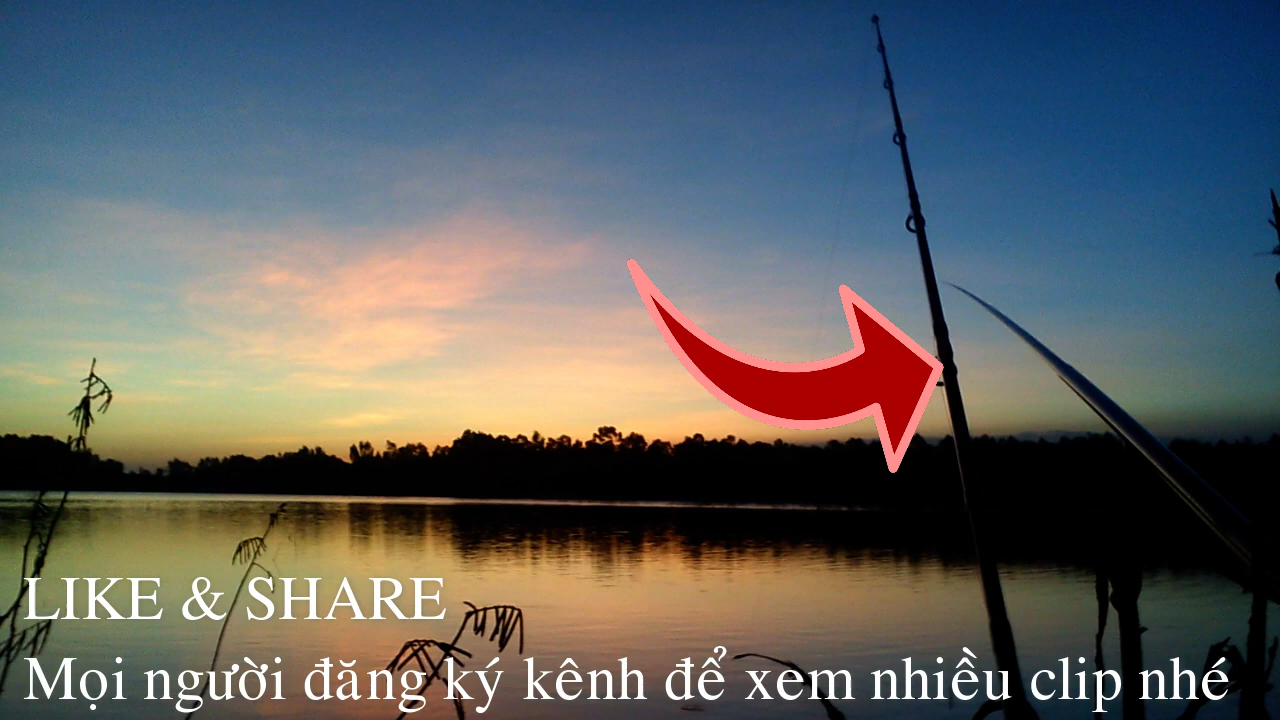 LIKE & SHARE
Mọi người đăng ký kênh để xem nhiều clip nhé